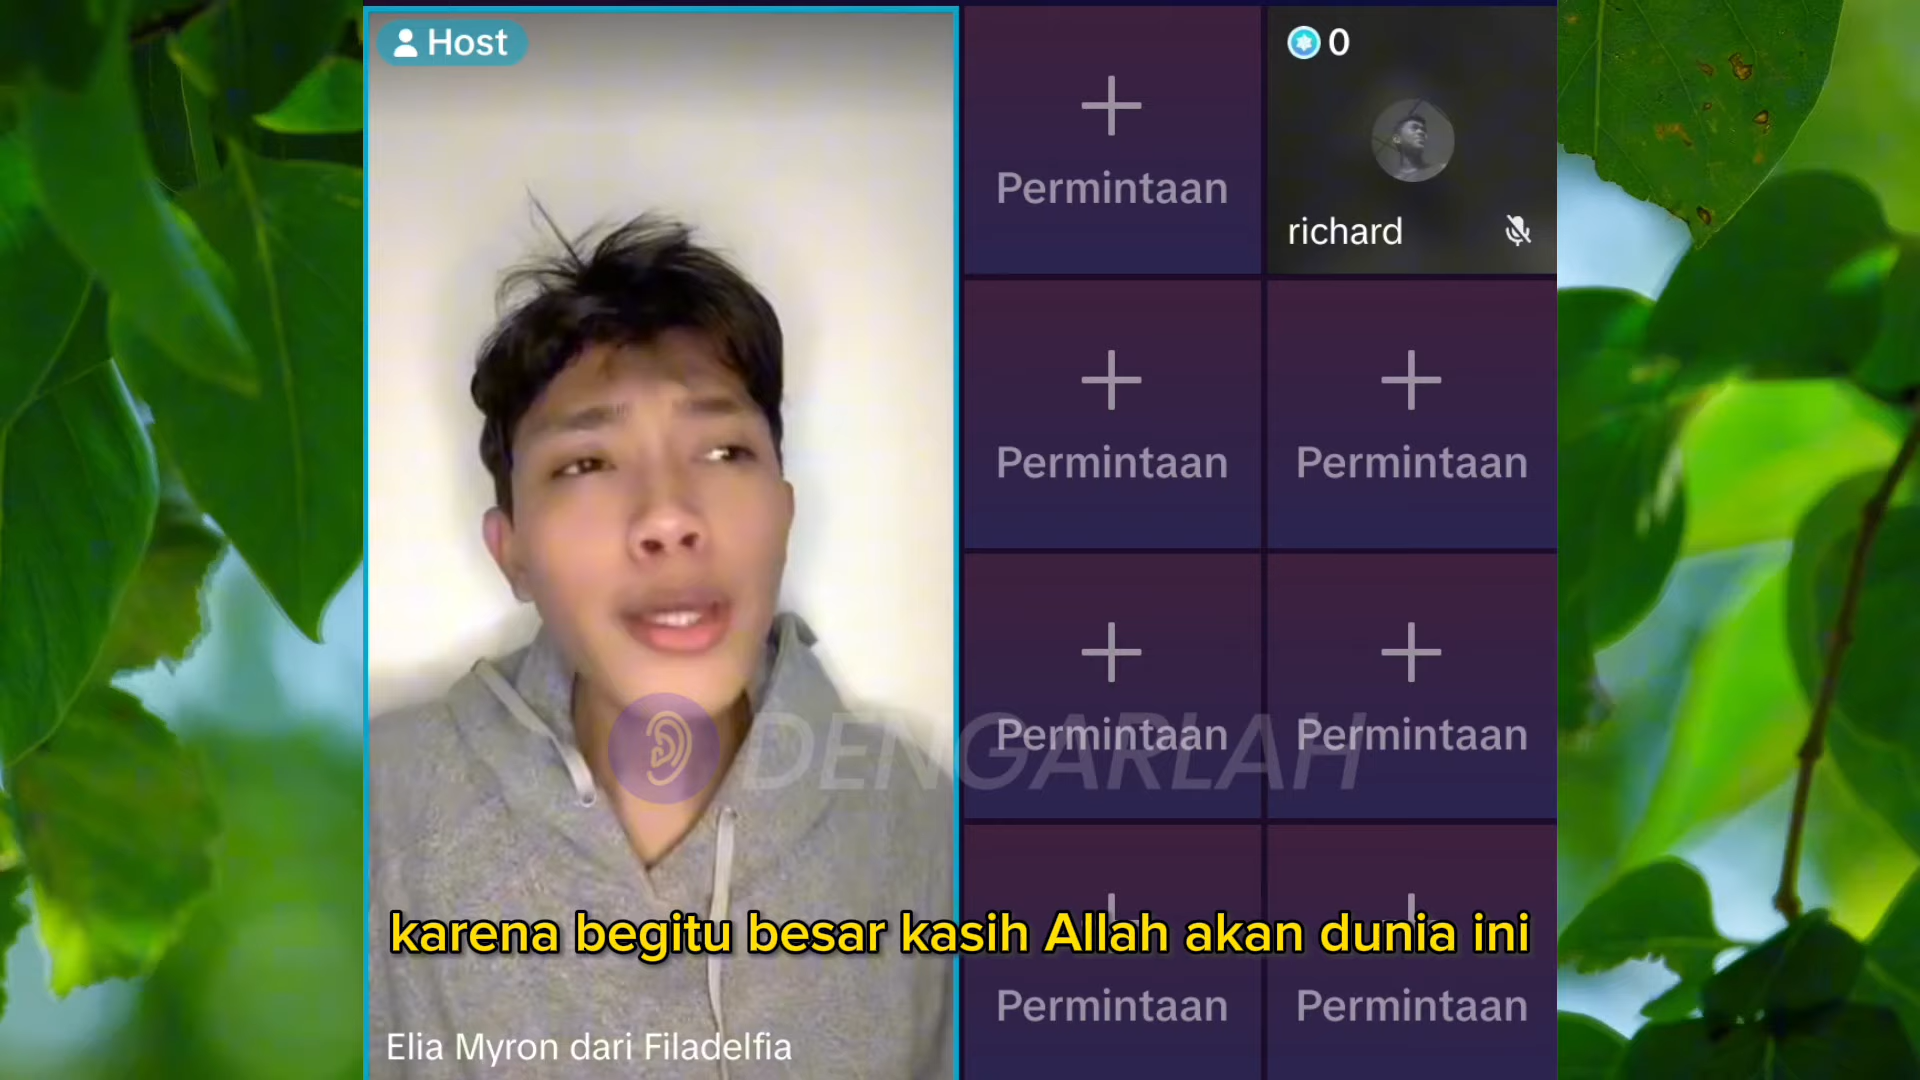 Host
Permintaan
0
richard
Permintaan
Permintaan
Permintaan
Permintaan
DENGARLAH
karena begitu besar kasih Allah akan dunia ini
Permintaan
Permintaan
Elia Myron dari Filadelfia